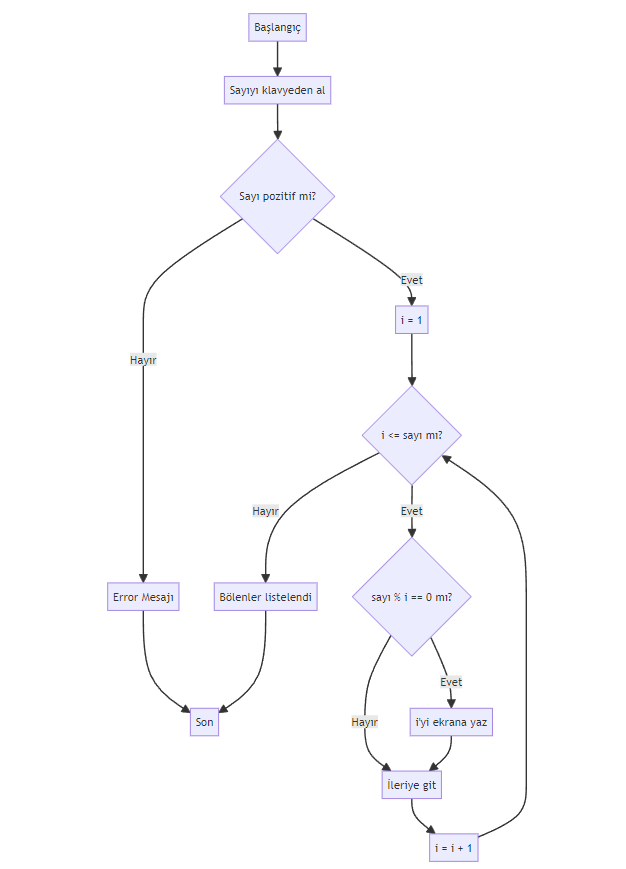 Başlangıç
Sayıyı klavyeden al
Sayı pozitif mi?
Evet
i = 1
Hayır
i <= sayı mı?
Hayır
Evet
Error Mesajı
Bölenler listelendi
sayı % i == 0 mı?
Evet
Son
Hayır
i'yi ekrana yaz
İleriye git
i = i + 1